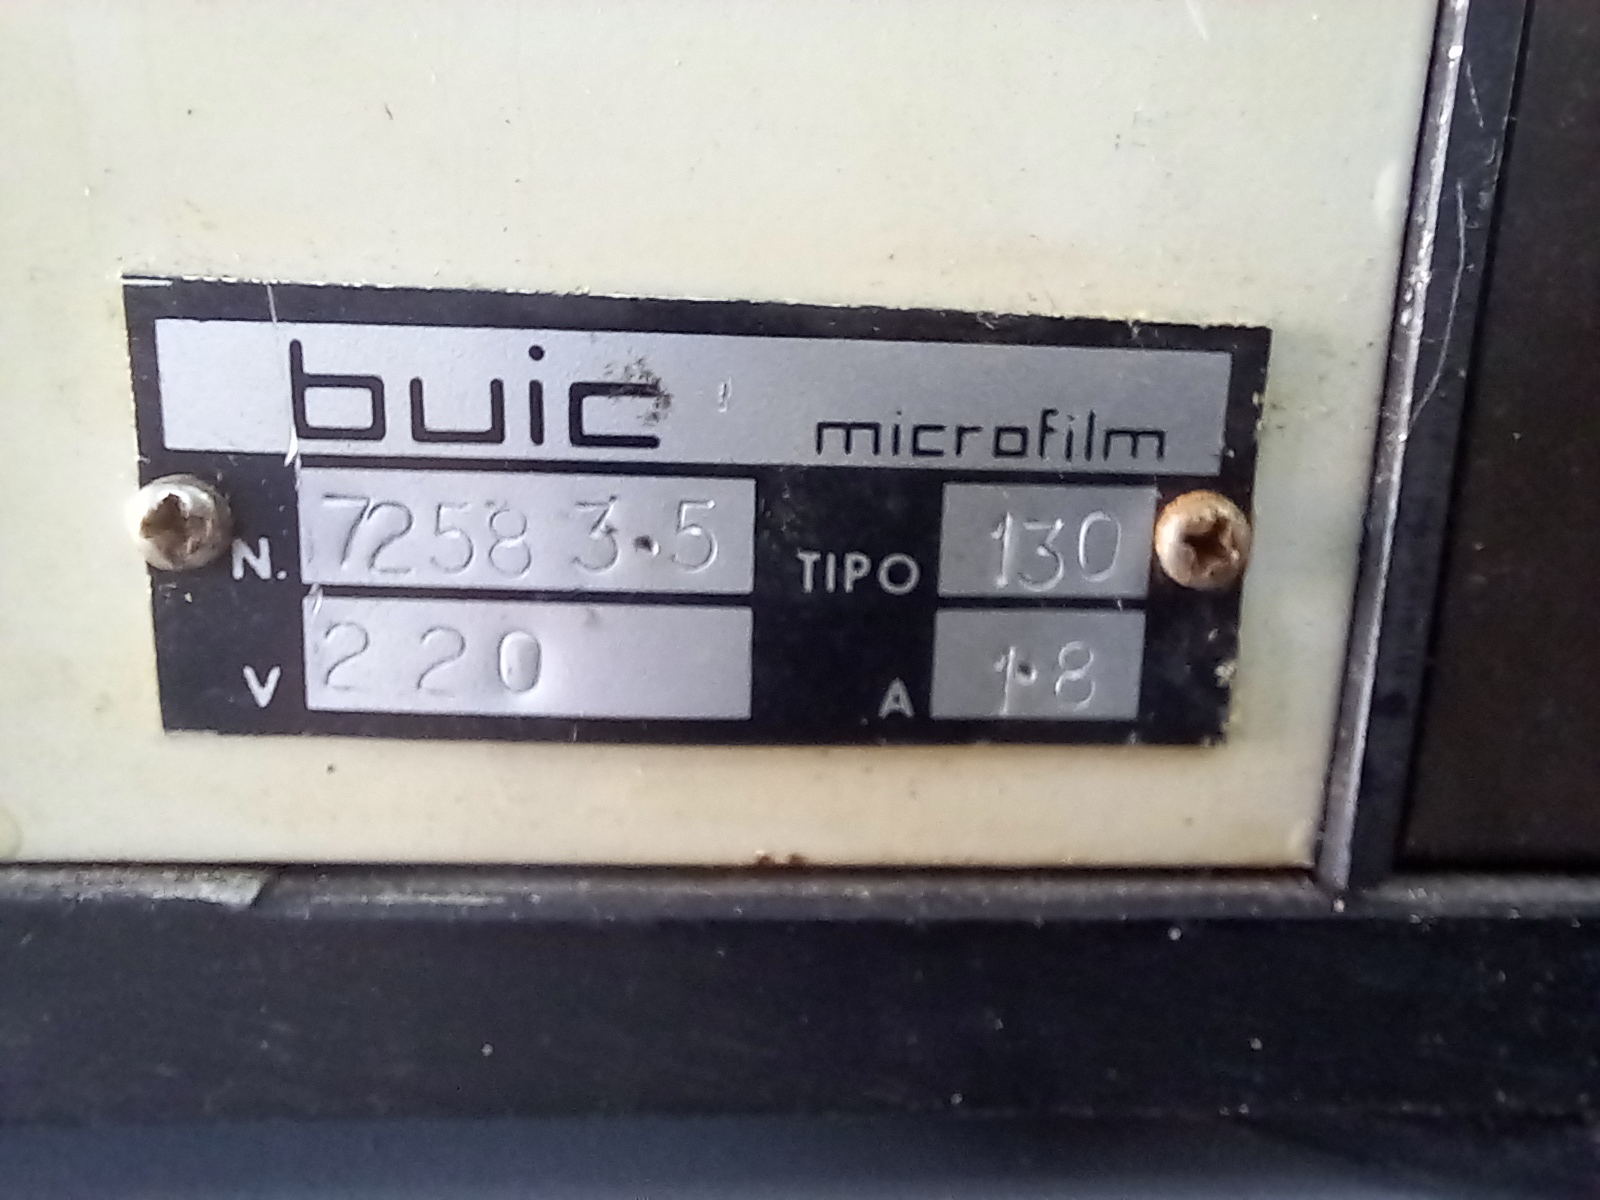 buic microfilm
N. 7258 3.5 TIPO 130
V 220 A 1.8